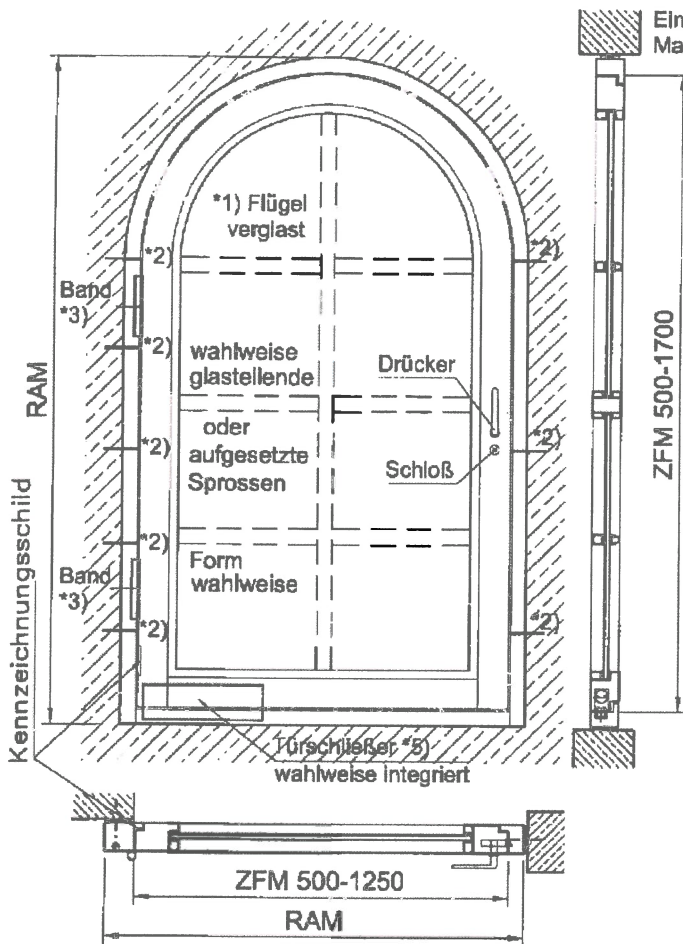 Ein
Ma
*1) Flügel
verglast
*2)
*2)
Band
*3)
*2)
wahlweise
glasteilende
Drücker
RAM
ZFM 500-1700
oder
aufgesetzte
Sprossen
*2)
*2)
Schloß
*2)
Band
*3)
Form
wahlweise
*2)
*2)
Kennzeichnungsschild
Türschließer *5)
wahlweise integriert
ZFM 500-1250
RAM